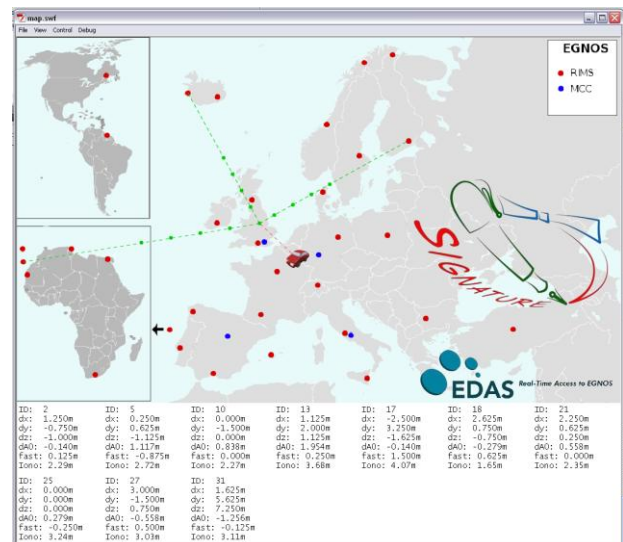 map.swf
File View Control Debug
EGNOS
RIMS
MCC
SIGNATURE
EDAS Real-Time Access to EGNOS
ID: 2 ID: 5 ID: 10 ID: 13 ID: 17 ID: 18 ID: 21
dx: 1.250m dx: 0.250m dx: 0.000m dx: 1.125m dx: -2.500m dx: 2.625m dx: 2.250m
dy: -0.750m dy: 0.625m dy: -1.500m dy: 2.000m dy: 3.250m dy: 0.750m dy: 0.625m
dz: -1.000m dz: -1.125m dz: 0.000m dz: 1.125m dz: -1.625m dz: -0.750m dz: 0.250m
dA0: -0.140m dA0: 1.117m dA0: 0.838m dA0: 1.954m dA0: -0.140m dA0: -0.279m dA0: 0.558m
fast: 0.125m fast: -0.875m fast: 0.000m fast: 0.250m fast: 1.500m fast: 0.625m fast: 0.000m
Iono: 2.29m Iono: 2.72m Iono: 2.27m Iono: 3.68m Iono: 4.07m Iono: 1.65m Iono: 2.35m
ID: 25 ID: 27 ID: 31
dx: 0.000m dx: 3.000m dx: 1.625m
dy: 0.000m dy: -1.500m dy: 5.625m
dz: 0.000m dz: 0.750m dz: 7.250m
dA0: 0.279m dA0: -0.558m dA0: -1.256m
fast: -0.250m fast: 0.500m fast: -0.125m
Iono: 3.24m Iono: 3.03m Iono: 3.11m